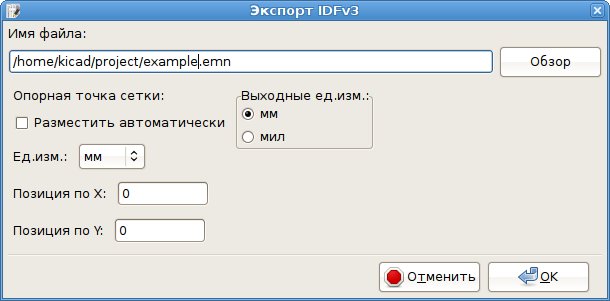 Экспорт IDFv3
Имя файла:
/home/kicad/project/example.emn
Обзор
Опорная точка сетки:
Разместить автоматически
Ед.изм.: мм
Позиция по X: 0
Позиция по Y: 0
Выходные ед.изм.:
мм
мил
Отменить
OK